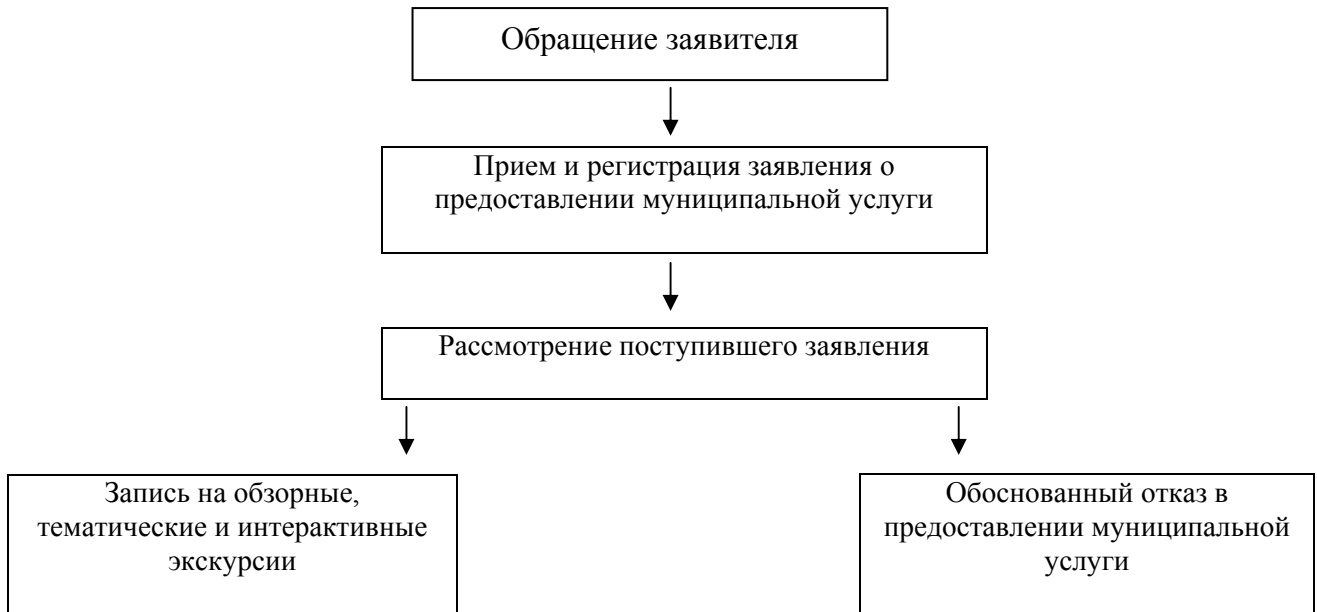 Обращение заявителя
Прием и регистрация заявления о
предоставлении муниципальной услуги
Рассмотрение поступившего заявления
Запись на обзорные,
тематические и интерактивные
экскурсии
Обоснованный отказ в
предоставлении муниципальной
услуги